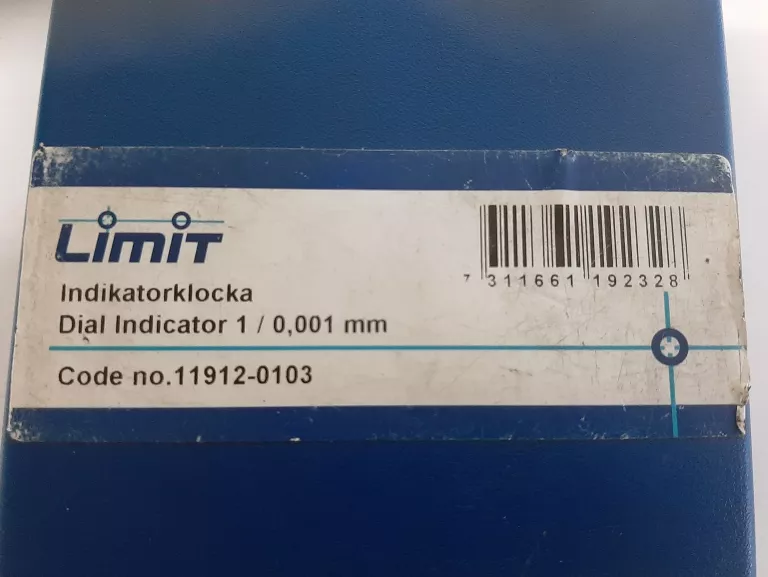 LIMIT
Indikatorklocka
Dial Indicator 1 / 0,001 mm
Code no.11912-0103
7 311661 192328